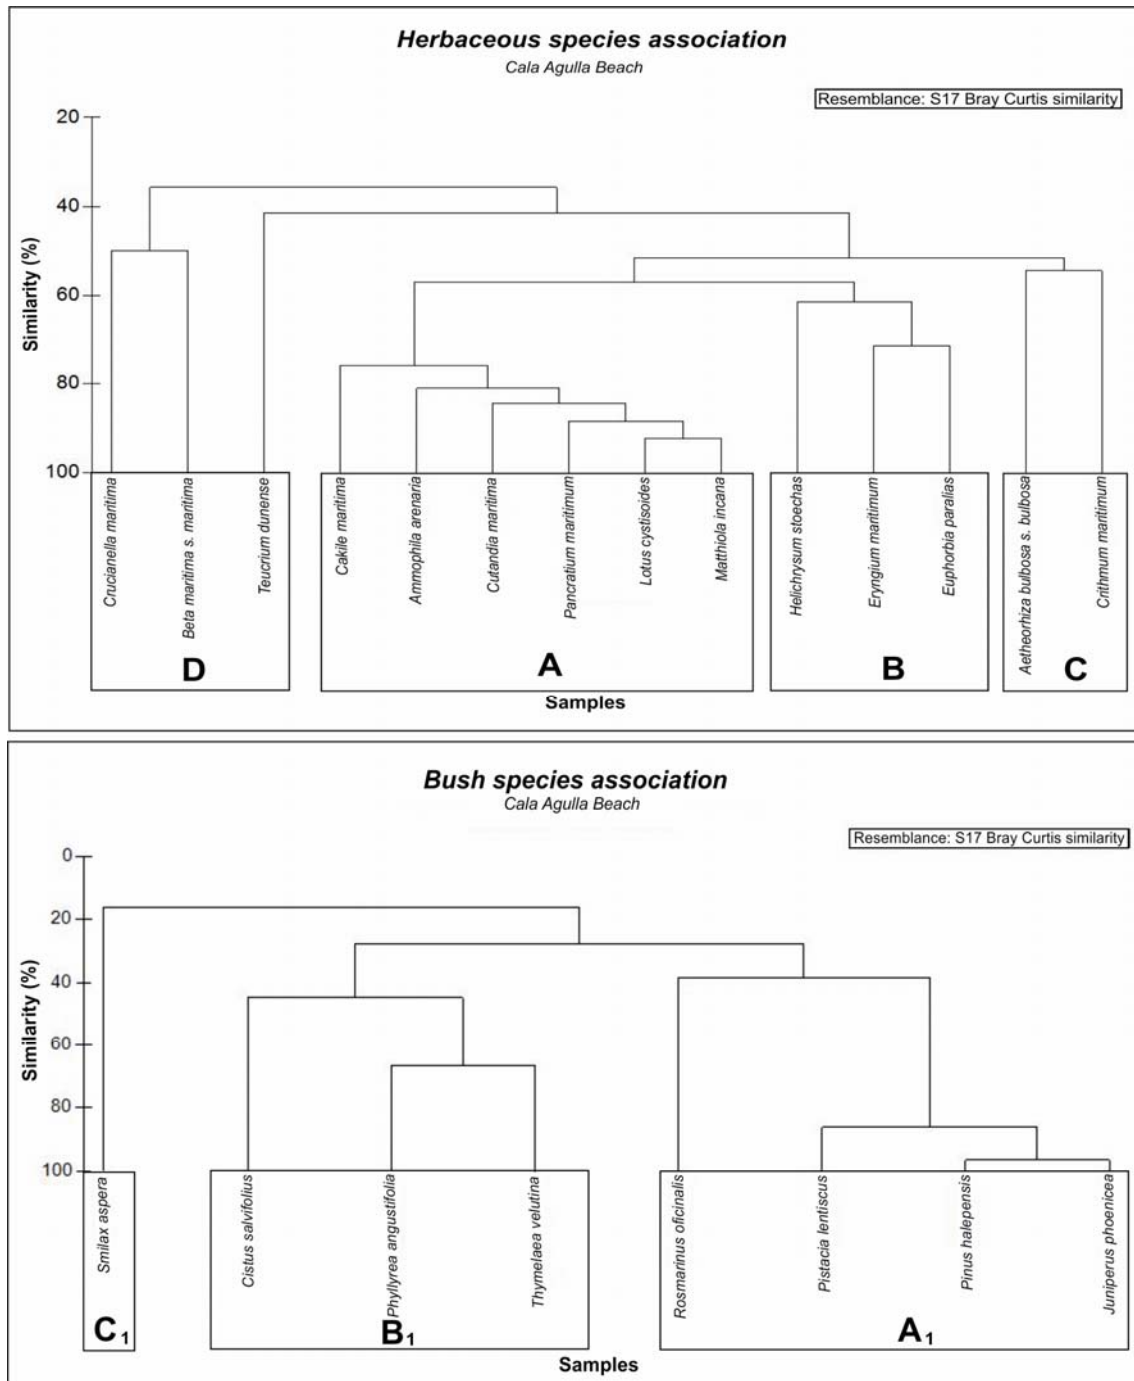 Herbaceous species association
Cala Agulla Beach
Resemblance: S17 Bray Curtis similarity
20
40
60
80
100
Similarity (%)
Crucianella maritima
Beta maritima s. maritima
Teucrium dunense
Cakile maritima
Ammophila arenaria
Cutandia maritima
Pancratium maritimum
Lotus cystisoides
Matthiola incana
Helichrysum stoechas
Eryngium maritimum
Euphorbia paralias
Aetheorhiza bulbosa s. bulbosa
Crithmum maritimum
D
A
B
C
Samples
Bush species association
Cala Agulla Beach
Resemblance: S17 Bray Curtis similarity
0
20
40
60
80
100
Similarity (%)
Smilax aspera
Cistus salvifolius
Phyllyrea angustifolia
Thymelaea velutina
Rosmarinus oficinalis
Pistacia lentiscus
Pinus halepensis
Juniperus phoenicea
C1
B1
A1
Samples